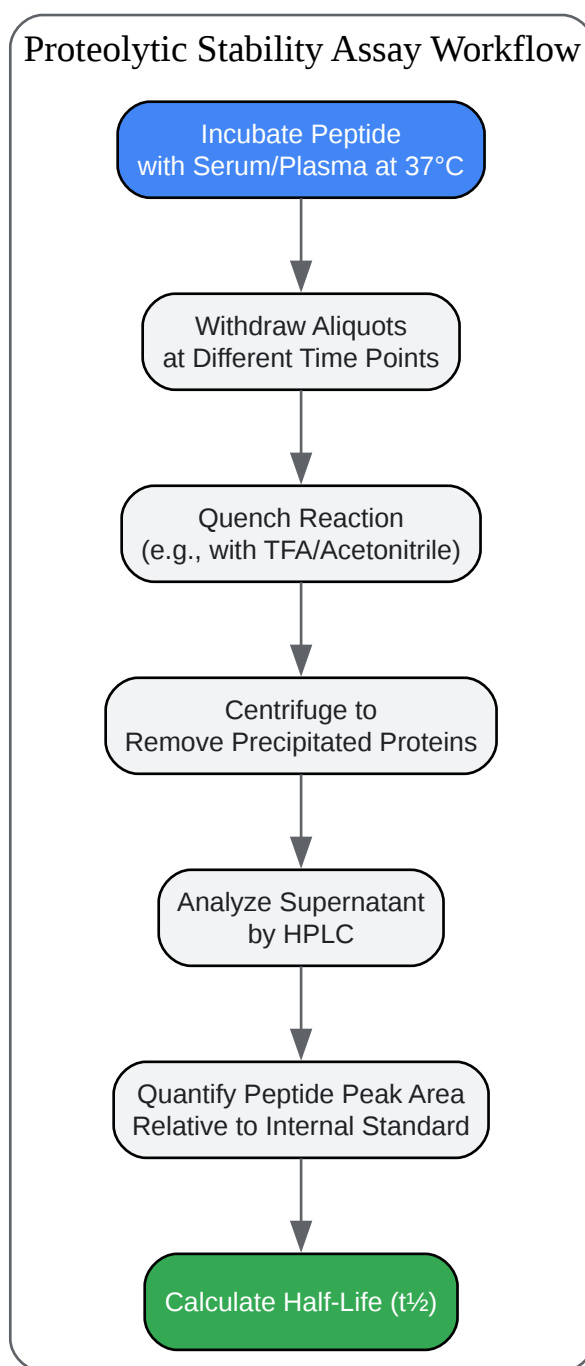 Proteolytic Stability Assay Workflow
Incubate Peptide
with Serum/Plasma at 37°C
Withdraw Aliquots
at Different Time Points
Quench Reaction
(e.g., with TFA/Acetonitrile)
Centrifuge to
Remove Precipitated Proteins
Analyze Supernatant
by HPLC
Quantify Peptide Peak Area
Relative to Internal Standard
Calculate Half-Life (t½)